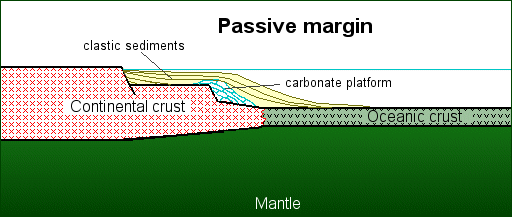 Passive margin
clastic sediments
carbonate platform
Continental crust
Oceanic crust
Mantle